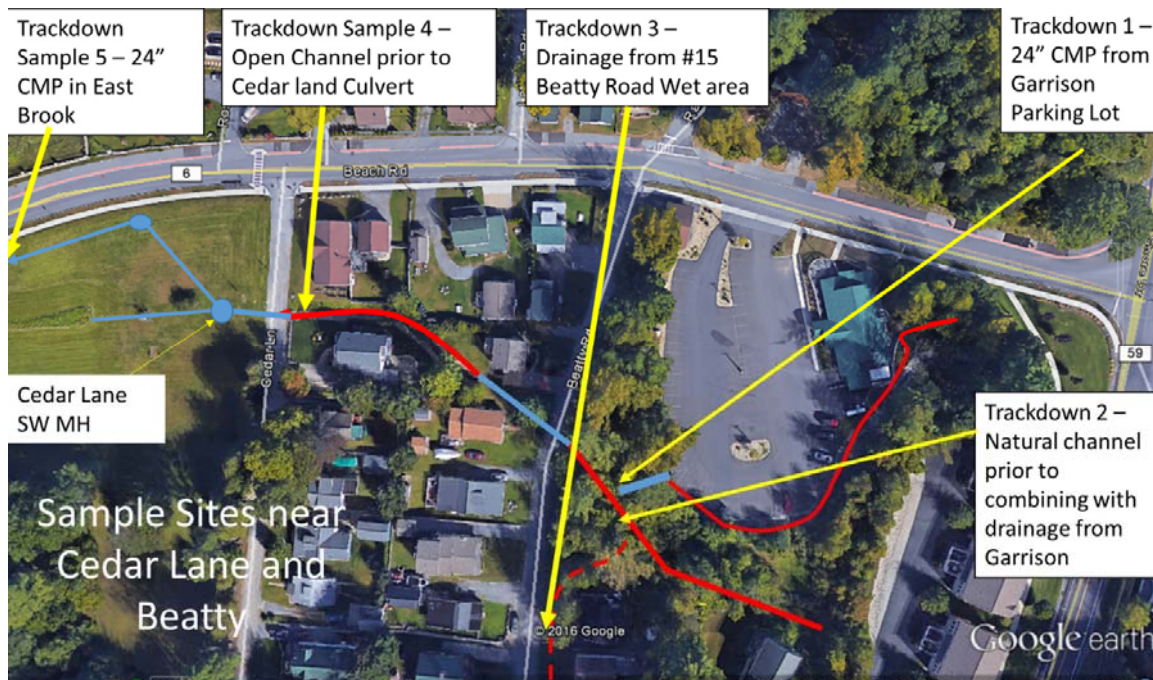 Trackdown
Sample 5 – 24”
CMP in East
Brook
Trackdown Sample 4 –
Open Channel prior to
Cedar land Culvert
Trackdown 3 –
Drainage from #15
Beatty Road Wet area
Trackdown 1 –
24” CMP from
Garrison
Parking Lot
6
Beach Rd
Cedar Ln
Beatty Rd
59
Cedar Lane
SW MH
Trackdown 2 –
Natural channel
prior to
combining with
drainage from
Garrison
Sample Sites near
Cedar Lane and
Beatty
© 2016 Google
Google earth